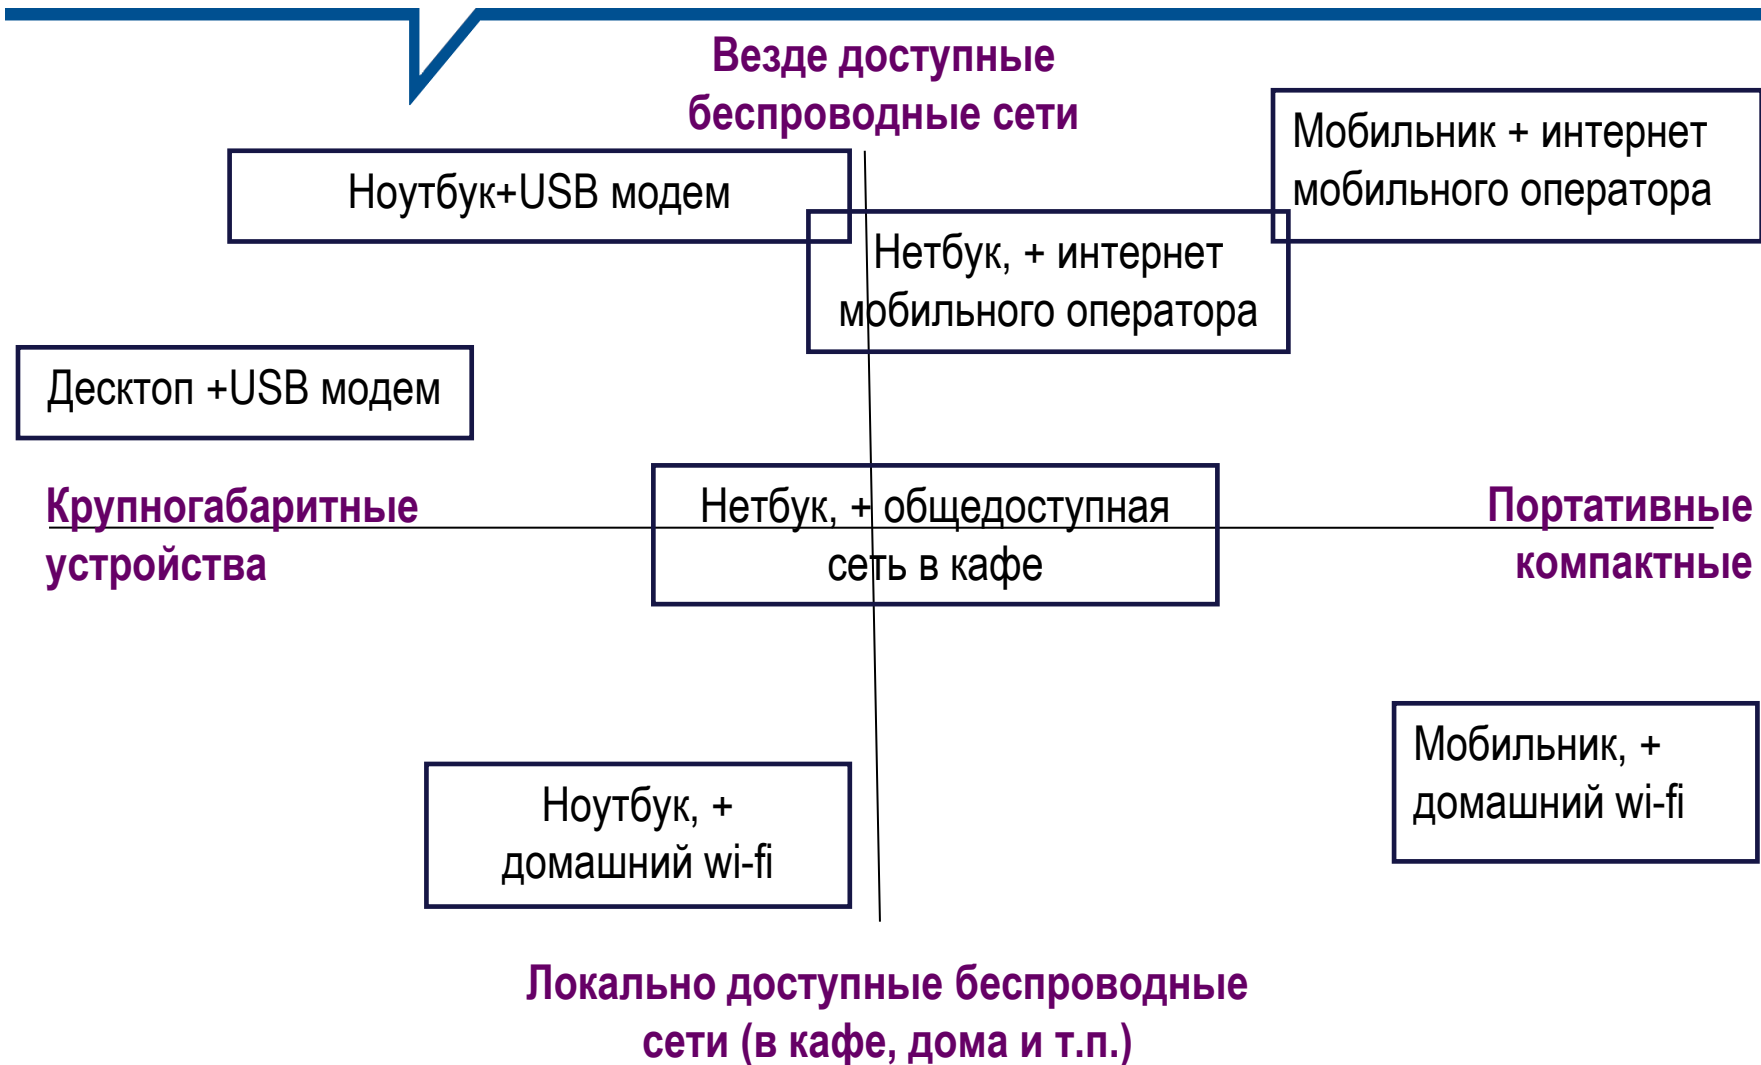 Везде доступные
беспроводные сети
Мобильник + интернет
мобильного оператора
Ноутбук+USB модем
Нетбук, + интернет
мобильного оператора
Десктоп +USB модем
Крупногабаритные
устройства
Нетбук, + общедоступная
сеть в кафе
Портативные
компактные
Мобильник, +
домашний wi-fi
Ноутбук, +
домашний wi-fi
Локально доступные беспроводные
сети (в кафе, дома и т.п.)